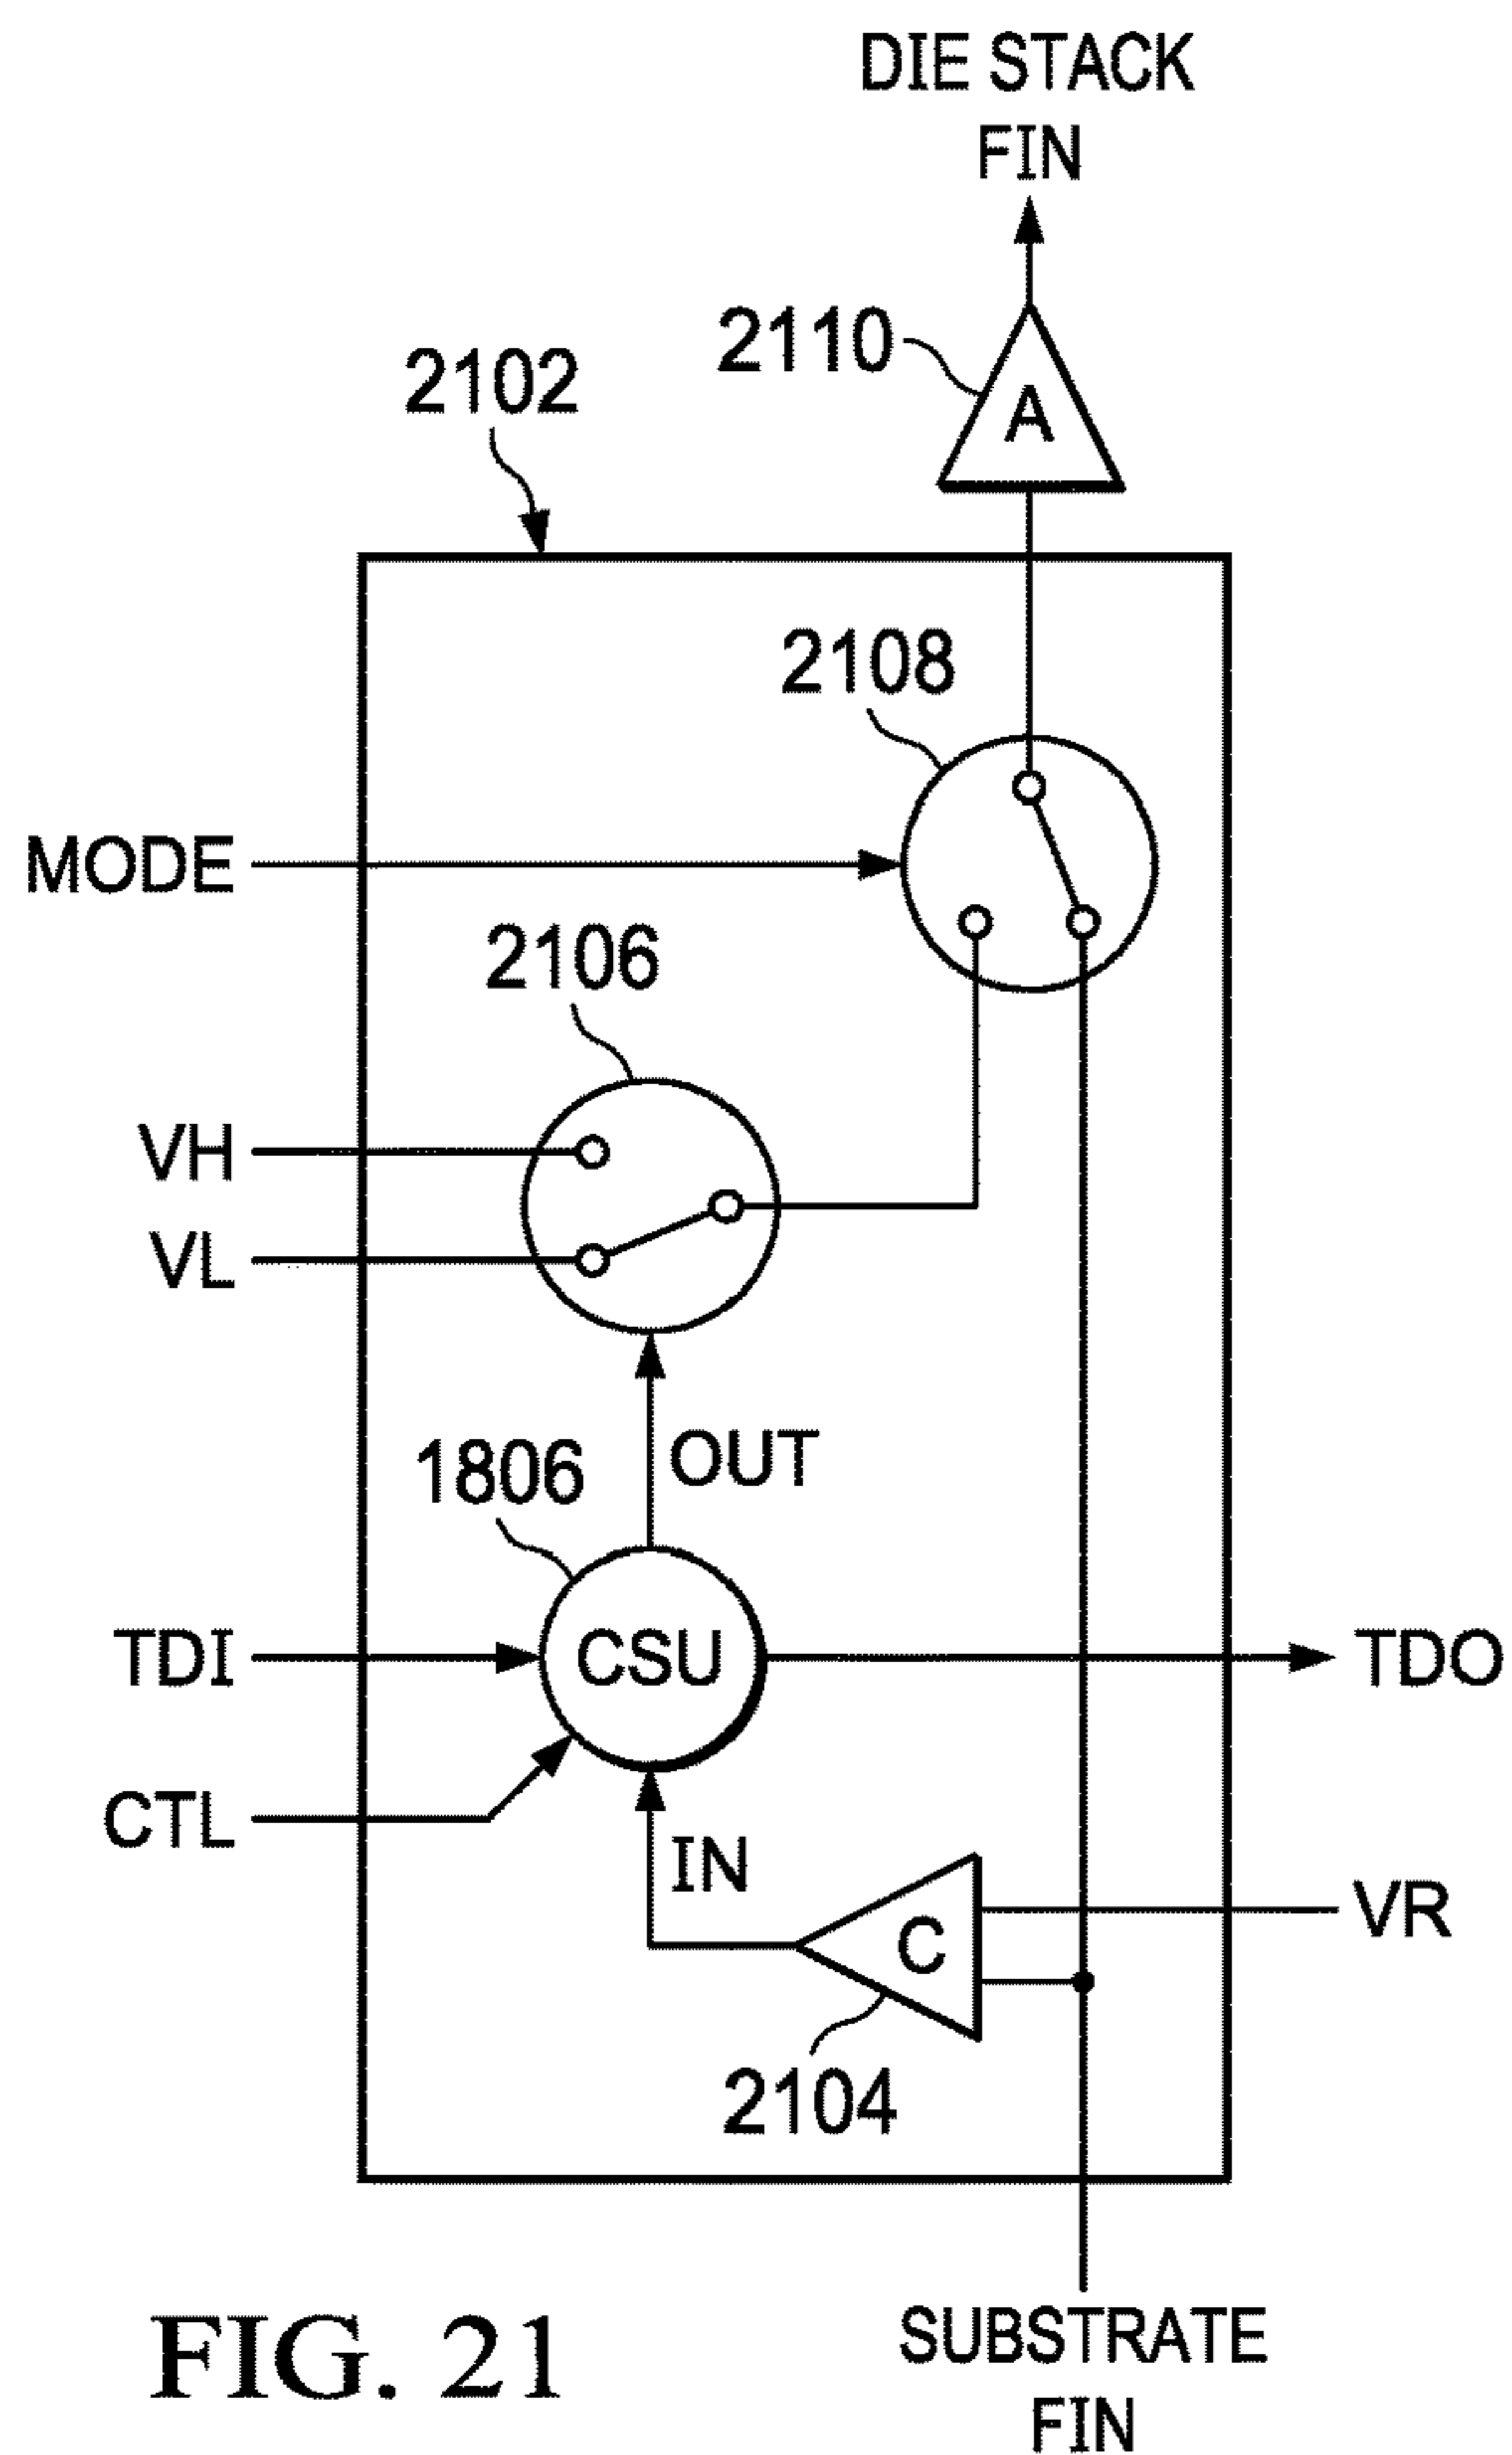 DIE STACK
FIN
2110
A
2102
2108
MODE
2106
VH
VL
OUT
1806
TDI
CSU
TDO
CTL
IN
VR
C
2104
SUBSTRATE
FIN
FIG. 21